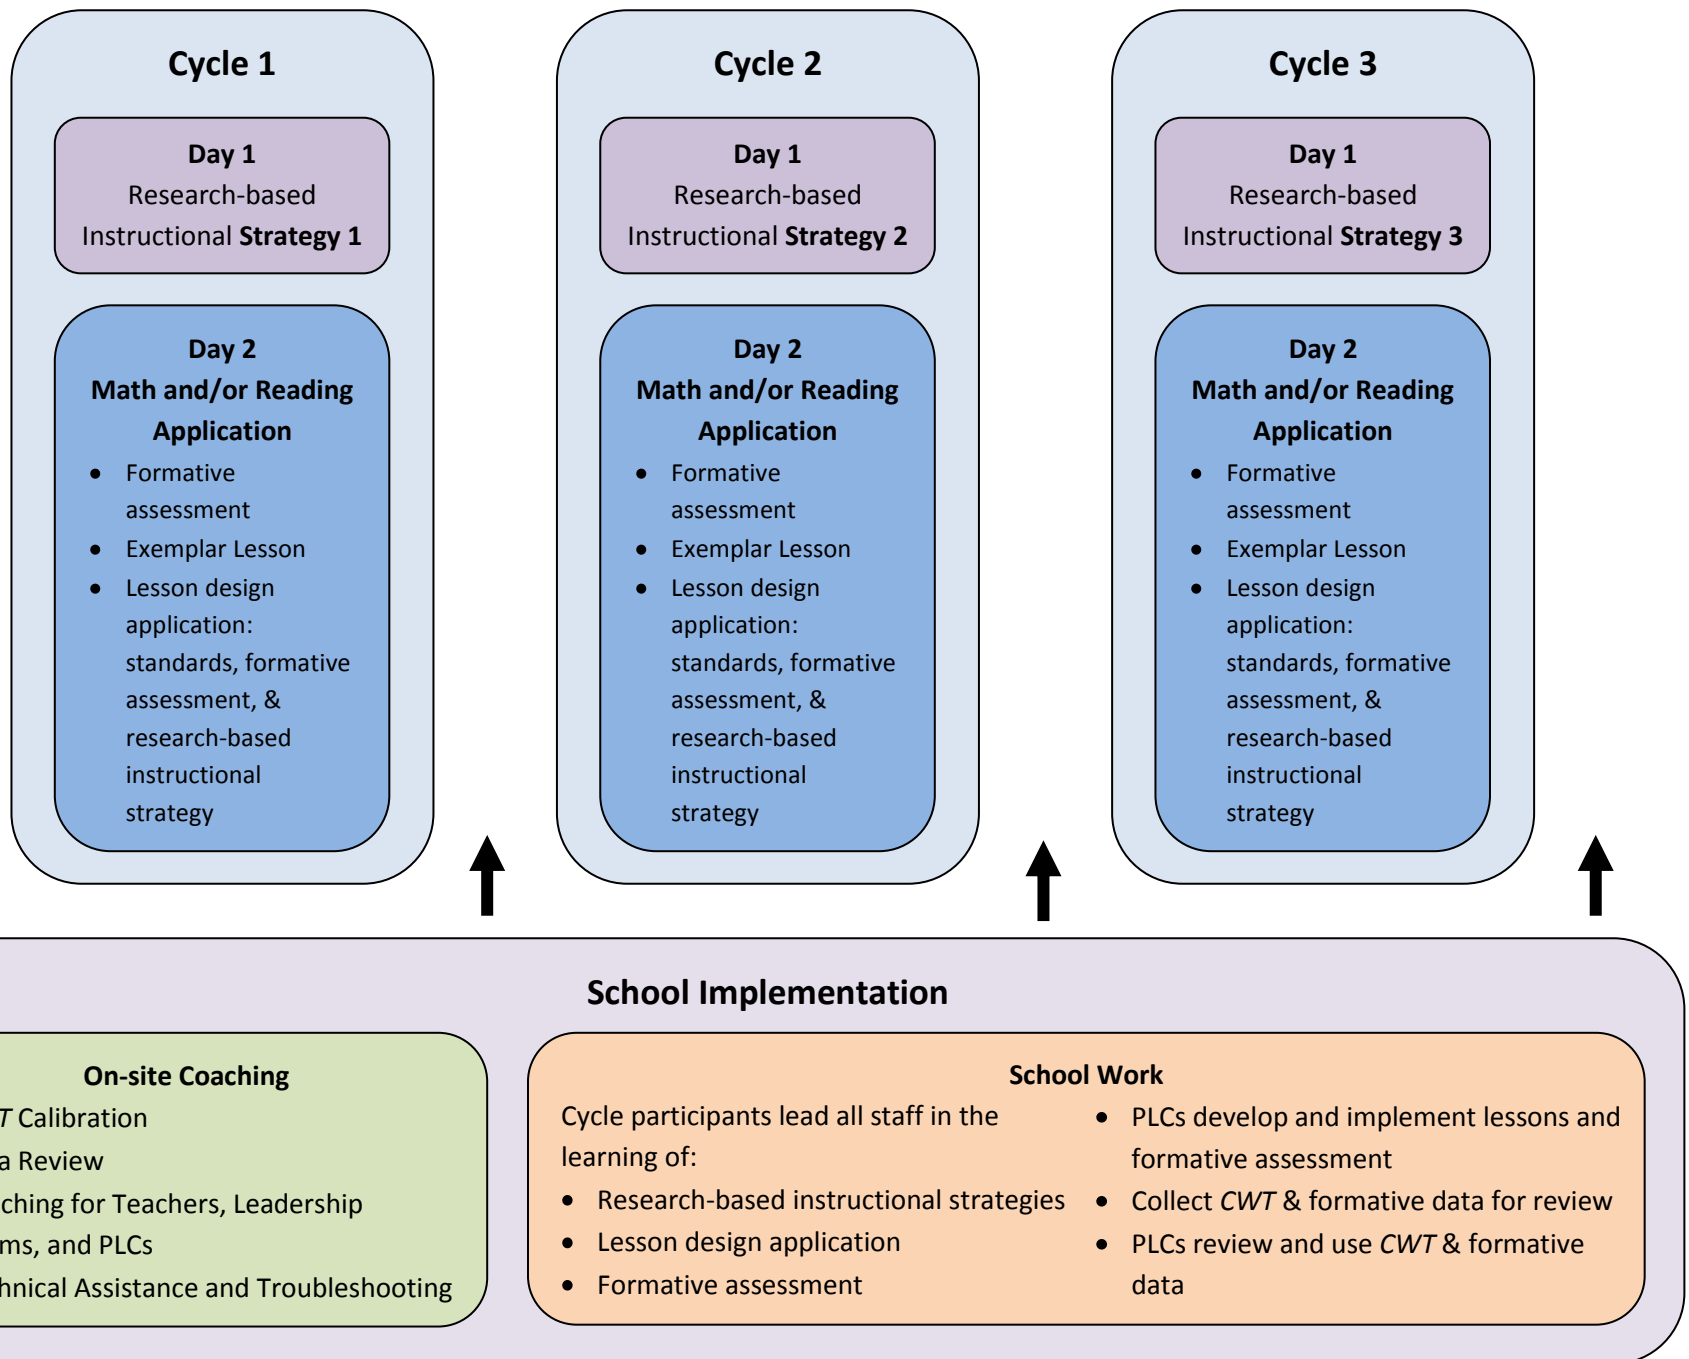 Cycle 1
Day 1
Research-based
Instructional Strategy 1
Day 2
Math and/or Reading
Application
• Formative
assessment
• Exemplar Lesson
• Lesson design
application:
standards, formative
assessment, &
research-based
instructional
strategy
Cycle 2
Day 1
Research-based
Instructional Strategy 2
Day 2
Math and/or Reading
Application
• Formative
assessment
• Exemplar Lesson
• Lesson design
application:
standards, formative
assessment, &
research-based
instructional
strategy
Cycle 3
Day 1
Research-based
Instructional Strategy 3
Day 2
Math and/or Reading
Application
• Formative
assessment
• Exemplar Lesson
• Lesson design
application:
standards, formative
assessment, &
research-based
instructional
strategy
School Implementation
On-site Coaching
T Calibration
a Review
ching for Teachers, Leadership
ms, and PLCs
hnical Assistance and Troubleshooting
School Work
Cycle participants lead all staff in the
learning of:
• Research-based instructional strategies
• Lesson design application
• Formative assessment
• PLCs develop and implement lessons and
formative assessment
• Collect CWT & formative data for review
• PLCs review and use CWT & formative
data